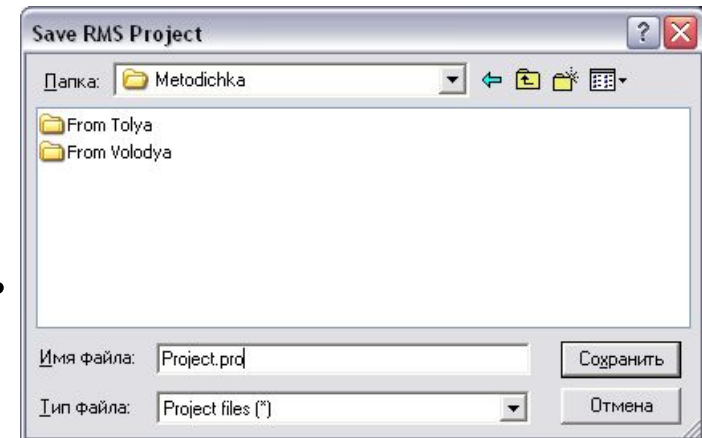 Save RMS Project
Папка: Metodichka
From Tolya
From Volodya
Имя файла: Project.pro Сохранить
Тип файла: Project files (*) Отмена